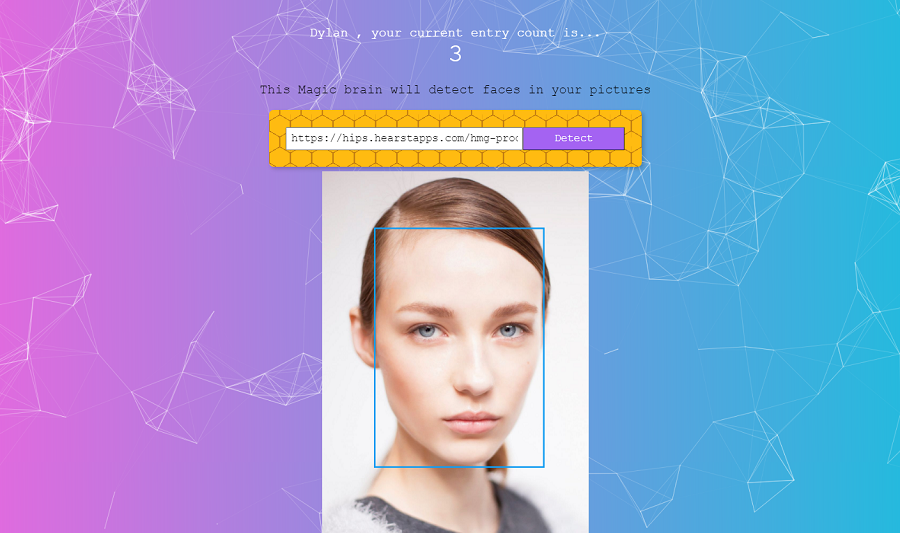 Dylan , your current entry count is...
3
This Magic brain will detect faces in your pictures
https://hips.hearstapps.com/hmg-proc
Detect